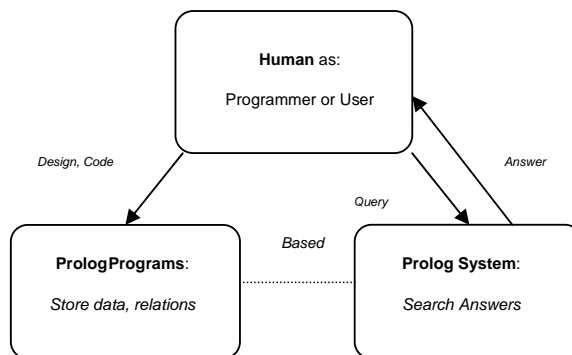 Human as:
Programmer or User
Design, Code
Answer
Query
Based
PrologPrograms:
Store data, relations
Prolog System:
Search Answers